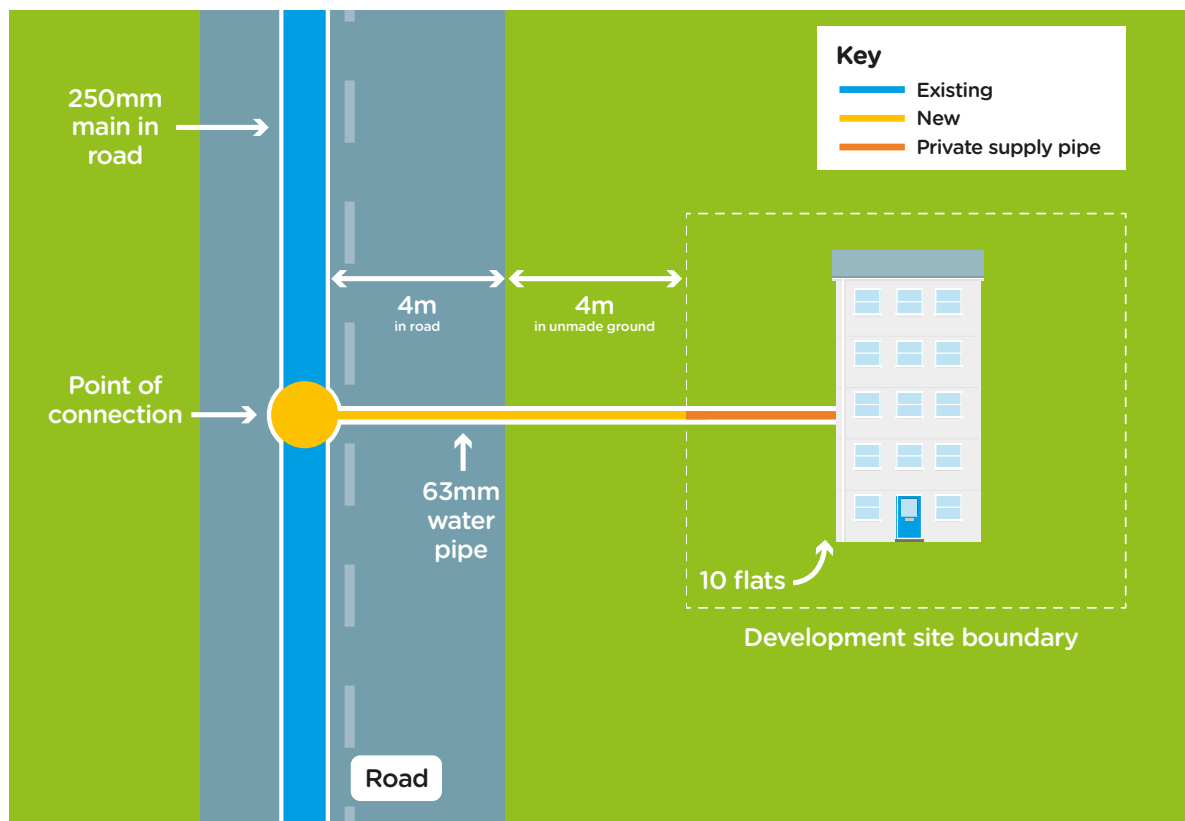 Key
Existing
New
Private supply pipe
250mm
main in
road
4m
in road
4m
in unmade ground
Point of
connection
63mm
water
pipe
10 flats
Development site boundary
Road